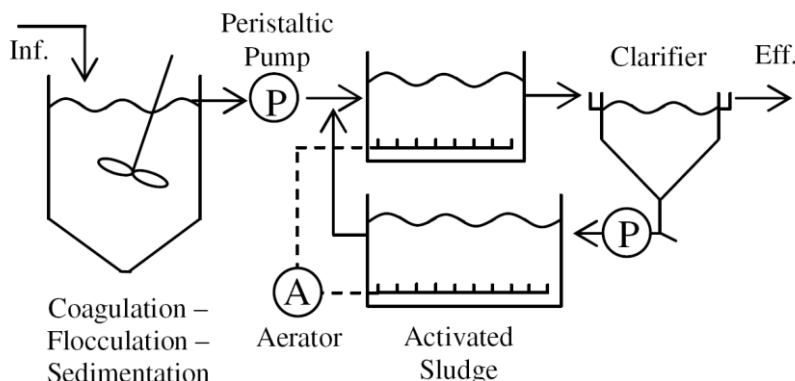 Inf.
Peristaltic
Pump
P
Clarifier
Eff.
P
A
Coagulation –
Flocculation –
Sedimentation
Aerator
Activated
Sludge